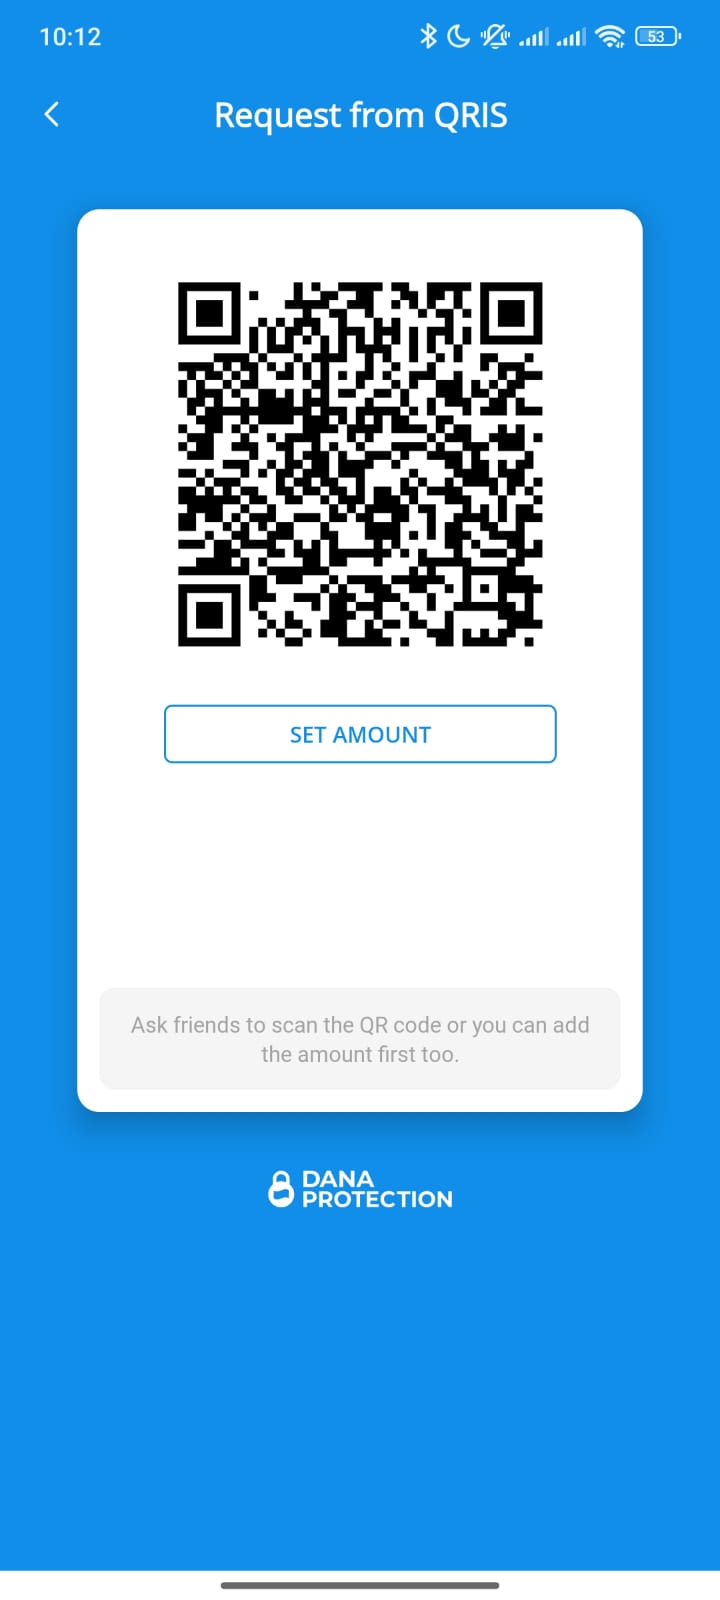 10:12
53
Request from QRIS
SET AMOUNT
Ask friends to scan the QR code or you can add
the amount first too.
DANA
PROTECTION